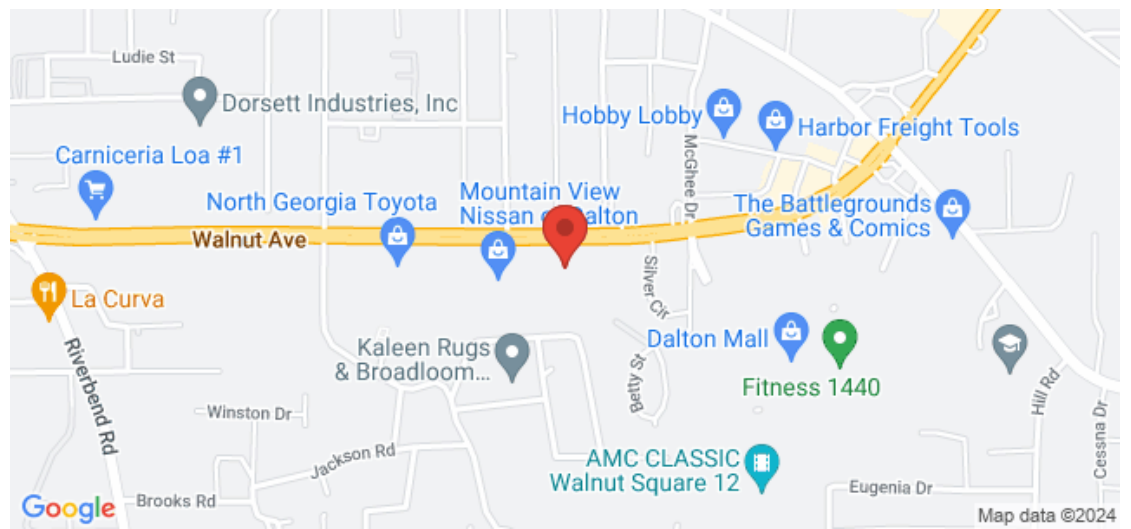 Ludie St
Dorsett Industries, Inc
Hobby Lobby
Harbor Freight Tools
McGhee Dr
Carniceria Loa #1
North Georgia Toyota
Mountain View
Nissan of Dalton
The Battlegrounds
Games & Comics
Walnut Ave
La Curva
Silver Cir
Dalton Mall
Kaleen Rugs
& Broadloom...
Fitness 1440
Riverbend Rd
Betty St
Hill Rd
Cessna Dr
Winston Dr
Jackson Rd
AMC CLASSIC
Walnut Square 12
Eugenia Dr
Brooks Rd
Google
Map data ©2024